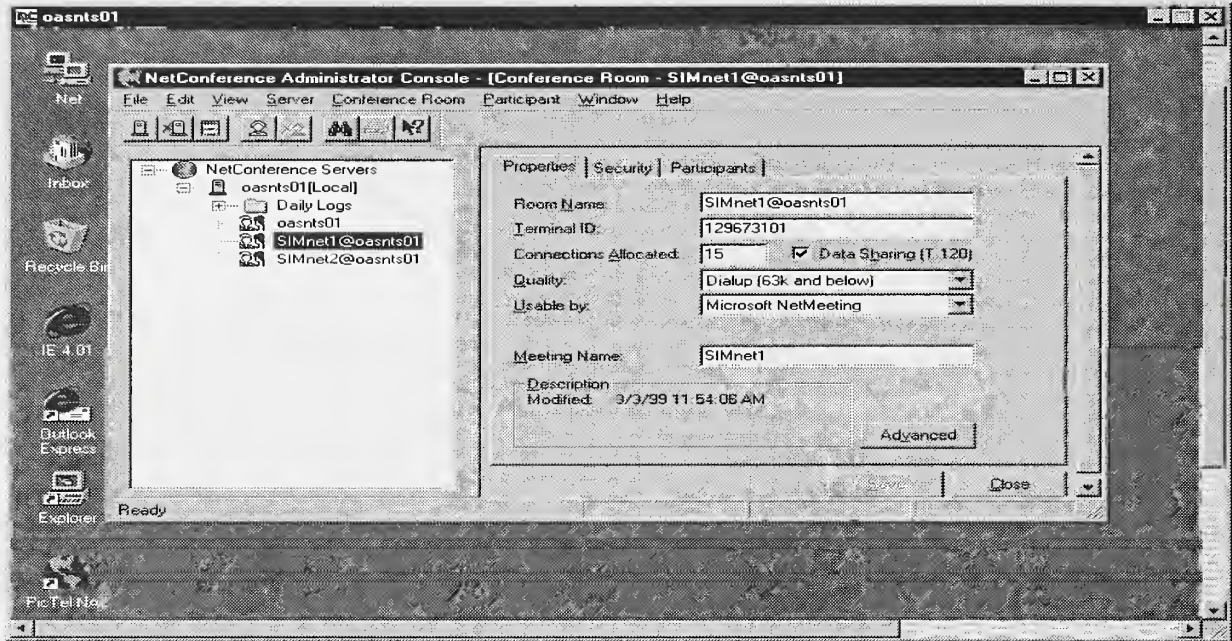 oasnts01
Net
Inbox
Recycle Bin
IE 4.01
Outlook
Express
Explorer
PicTel
NetConference Administrator Console - [Conference Room - SIMnet1@oasnts01]
File Edit View Server Conference Room Participant Window Help
NetConference Servers
oasnts01[Local]
Daily Logs
oasnts01
SIMnet1@oasnts01
SIMnet2@oasnts01
Properties Security Participants
Room Name: SIMnet1@oasnts01
Terminal ID: 129673101
Connections Allocated: 15 Data Sharing (T.120)
Quality: Dialup (63k and below)
Usable by: Microsoft NetMeeting
Meeting Name: SIMnet1
Description
Modified: 3/3/99 11:54:06 AM
Advanced
Save Close
Ready